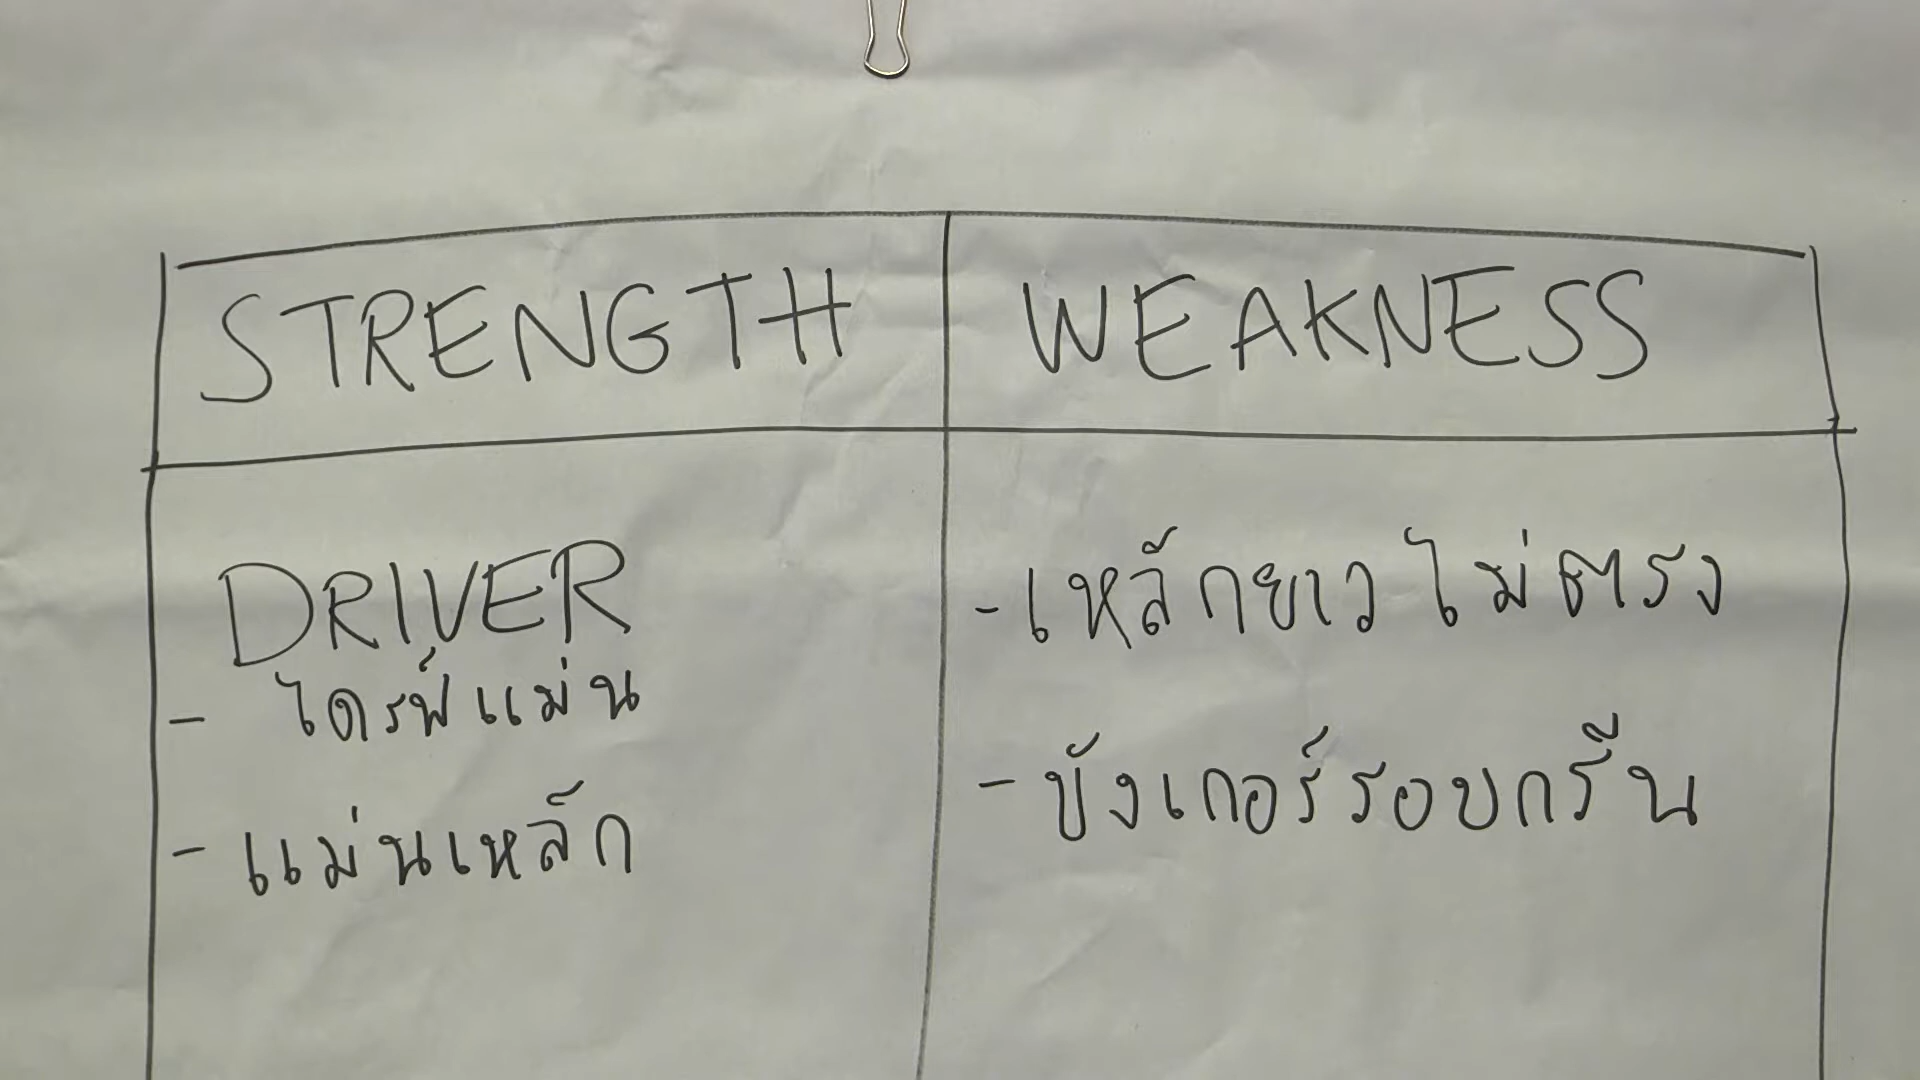 STRENGTH
WEAKNESS
DRIVER
- ไดรฟ์แม่น
- แม่นเหล็ก
- เหล็กยาวไม่ตรง
- บังเกอร์รอบกรีน